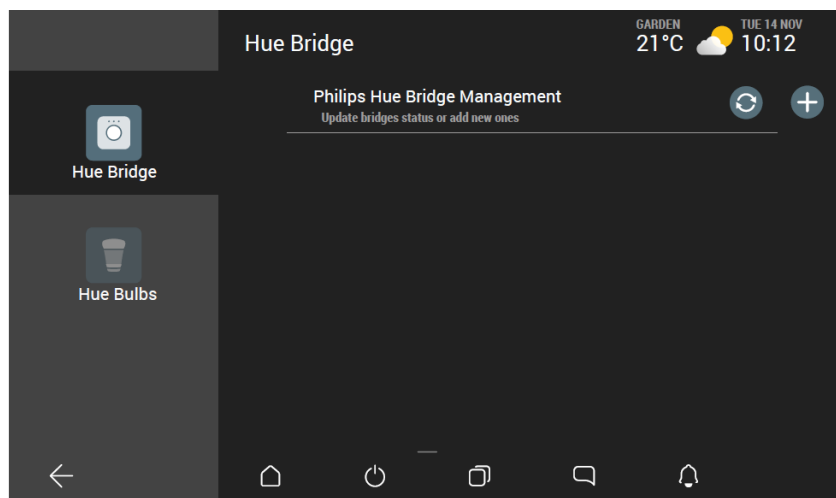 Hue Bridge
GARDEN
21°C
TUE 14 NOV
10:12
Philips Hue Bridge Management
Update bridges status or add new ones
Hue Bridge
Hue Bulbs